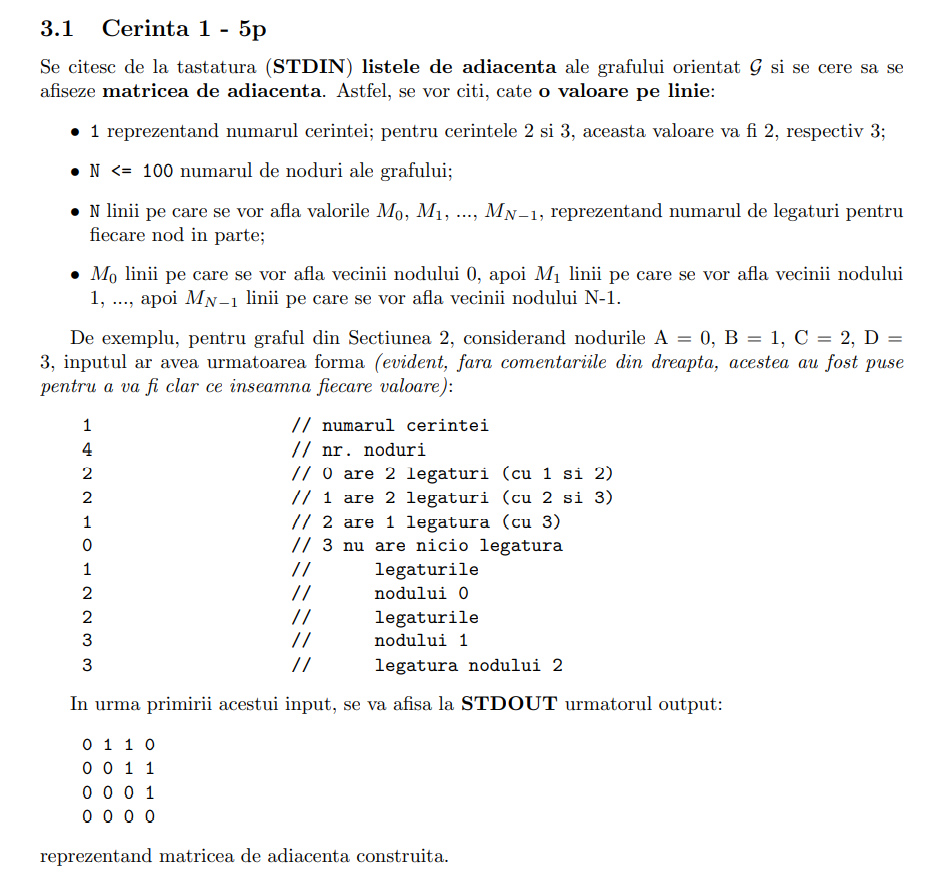 3.1 Cerinta 1 - 5p
Se citesc de la tastatura (STDIN) listele de adiacenta ale grafului orientat 𝒢 si se cere sa se
afiseze matricea de adiacenta. Astfel, se vor citi, cate o valoare pe linie:
• 1 reprezentand numarul cerintei; pentru cerintele 2 si 3, aceasta valoare va fi 2, respectiv 3;
• N <= 100 numarul de noduri ale grafului;
• N linii pe care se vor afla valorile M₀, M₁, ..., M_{N−1}, reprezentand numarul de legaturi pentru
fiecare nod in parte;
• M₀ linii pe care se vor afla vecinii nodului 0, apoi M₁ linii pe care se vor afla vecinii nodului
1, ..., apoi M_{N−1} linii pe care se vor afla vecinii nodului N-1.
De exemplu, pentru graful din Sectiunea 2, considerand nodurile A = 0, B = 1, C = 2, D =
3, inputul ar avea urmatoarea forma (evident, fara comentariile din dreapta, acestea au fost puse
pentru a va fi clar ce inseamna fiecare valoare):
1 // numarul cerintei
4 // nr. noduri
2 // 0 are 2 legaturi (cu 1 si 2)
2 // 1 are 2 legaturi (cu 2 si 3)
1 // 2 are 1 legatura (cu 3)
0 // 3 nu are nicio legatura
1 // legaturile
2 // nodului 0
2 // legaturile
3 // nodului 1
3 // legatura nodului 2
In urma primirii acestui input, se va afisa la STDOUT urmatorul output:
0 1 1 0
0 0 1 1
0 0 0 1
0 0 0 0
reprezentand matricea de adiacenta construita.